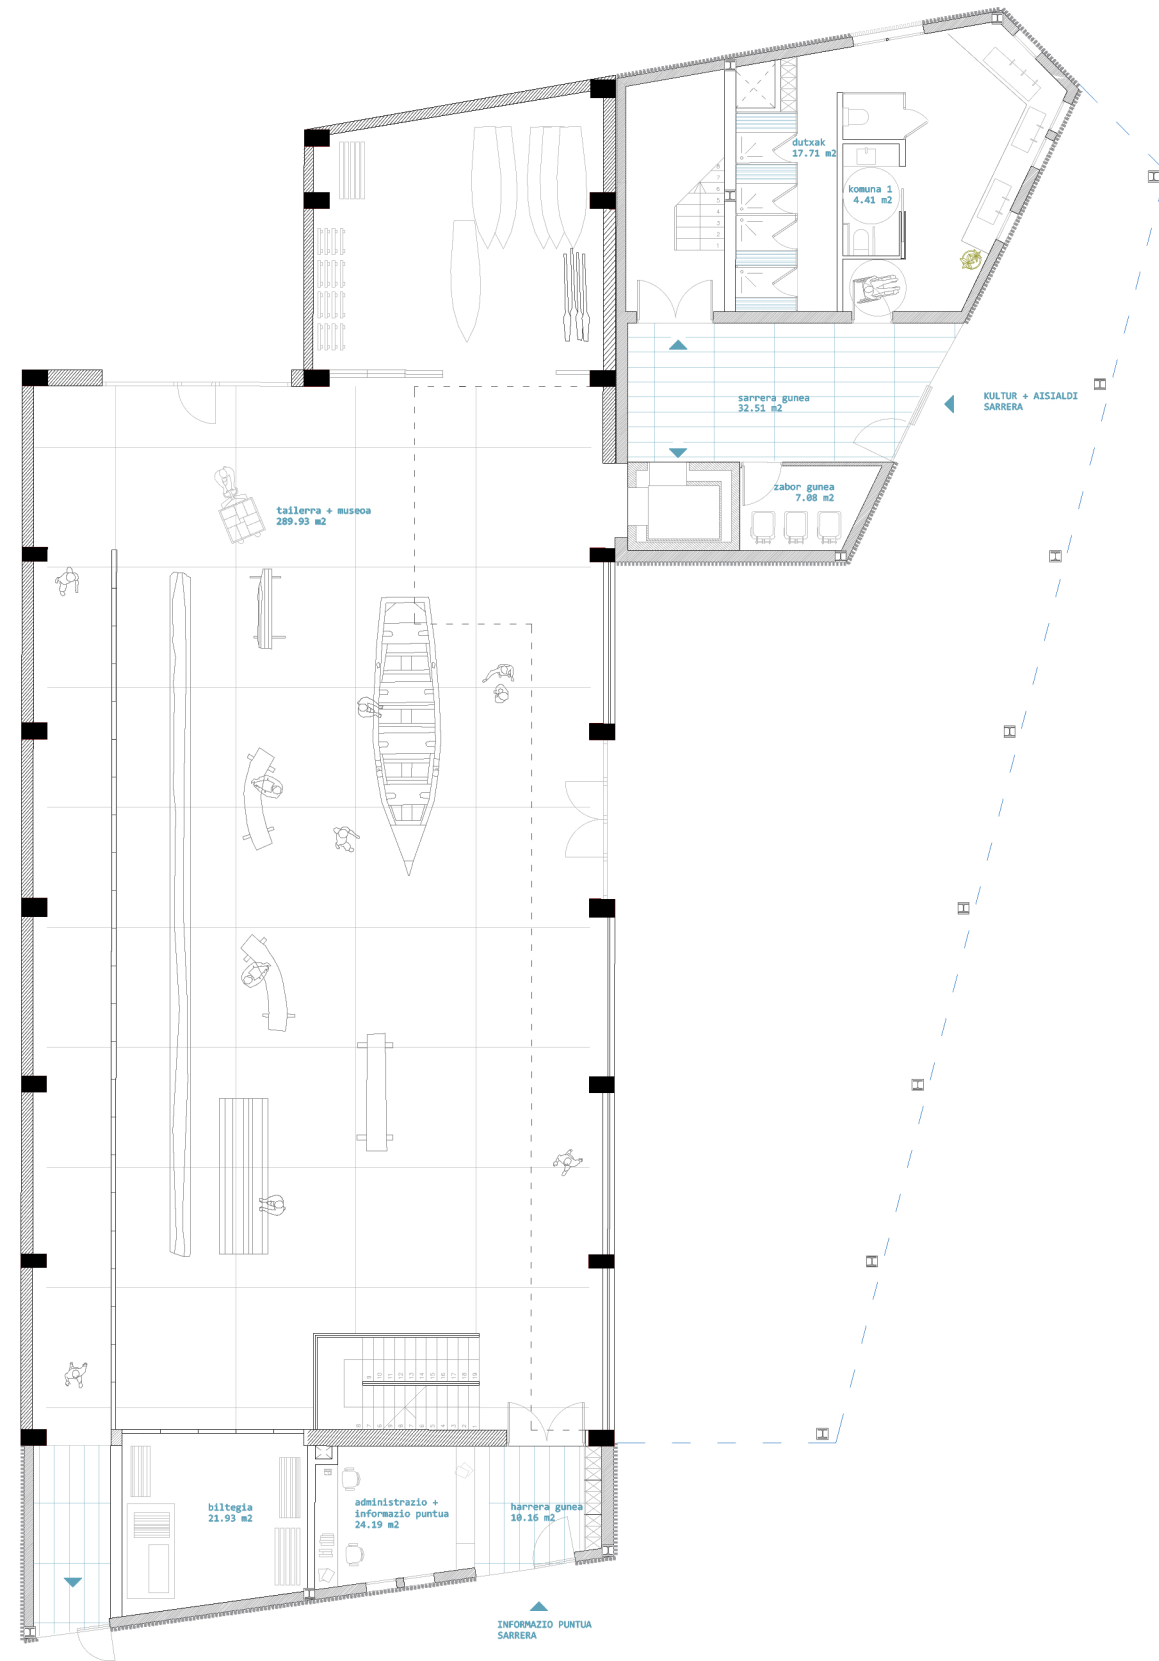 dutxak
17.71 m2
komuna 1
4.41 m2
sarrera gunea
32.51 m2
KULTUR + AISIALDI
SARRERA
zabor gunea
7.08 m2
tailerra + museoa
289.93 m2
biltegia
21.93 m2
administrazio +
informazio puntua
24.19 m2
harrera gunea
10.16 m2
INFORMAZIO PUNTUA
SARRERA